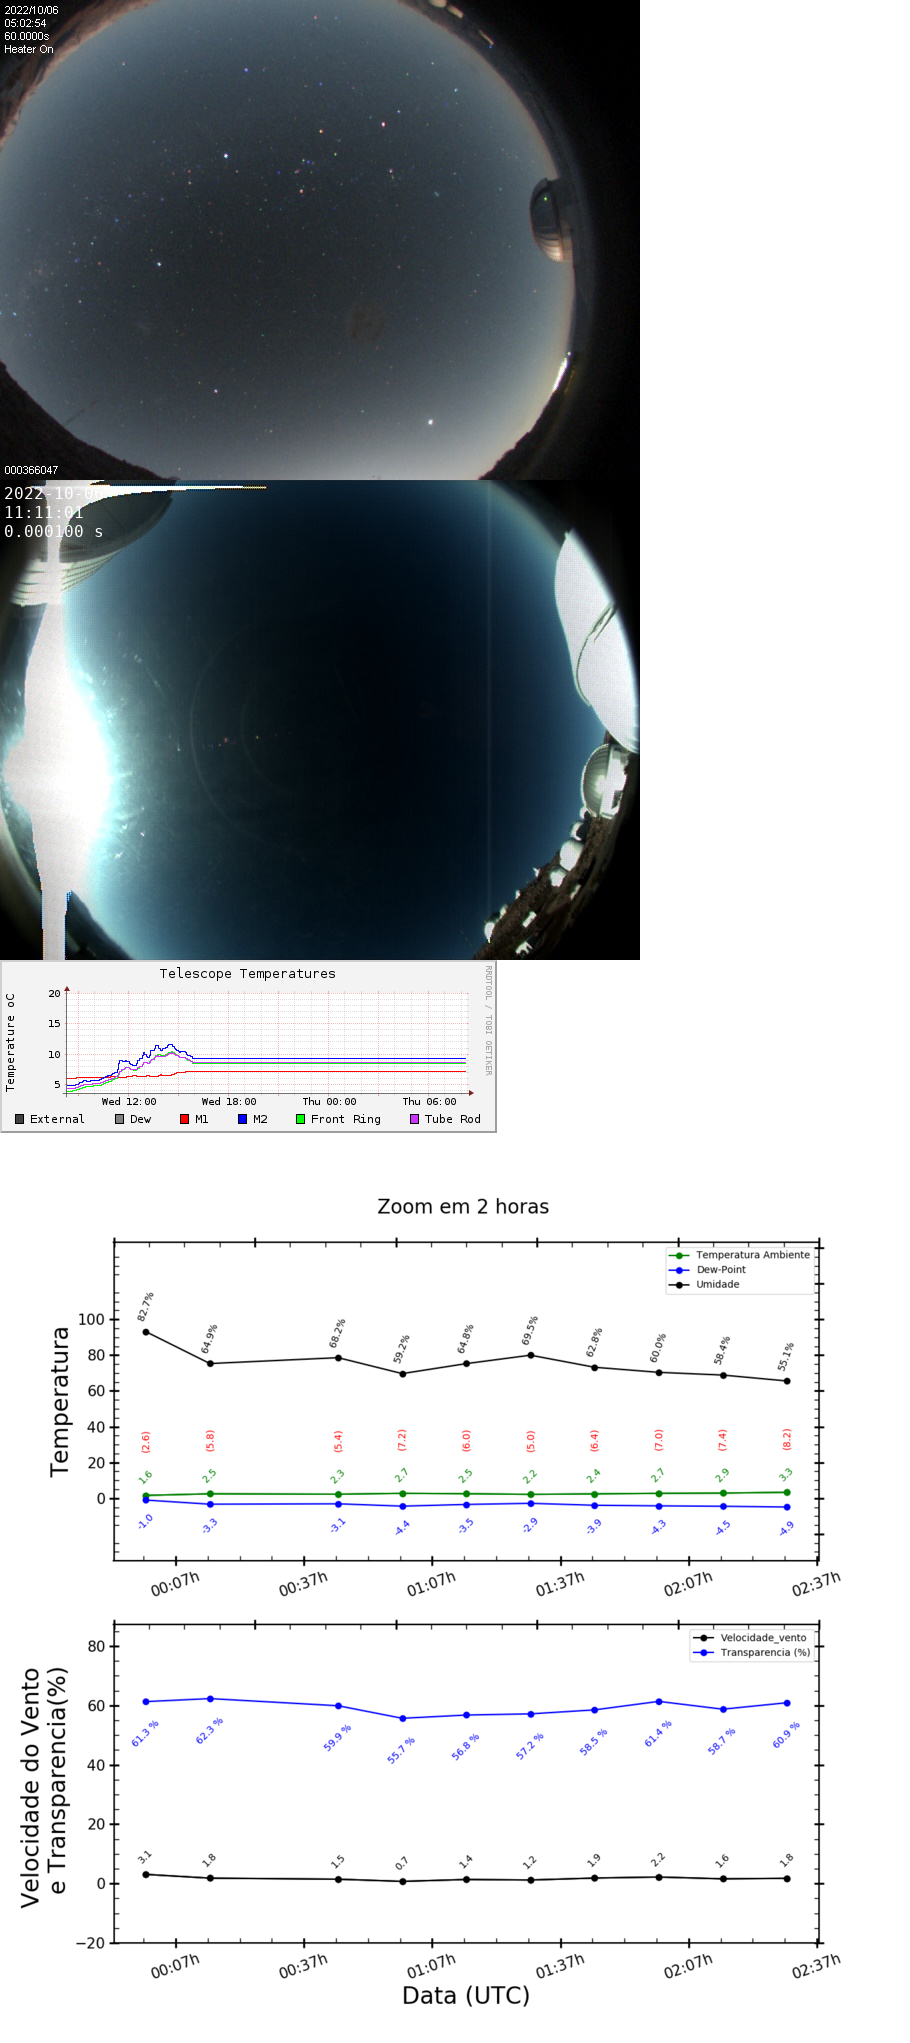 2022/10/06
05:02:54
60.0000s
Heater On
000366047
2022-10-0
11:11:01
0.000100 s
Telescope Temperatures
RRDTOOL / TOBI OETIKER
Temperature oC
20
15
10
5
Wed 12:00 Wed 18:00 Thu 00:00 Thu 06:00
External Dew M1 M2 Front Ring Tube Rod
Zoom em 2 horas
Temperatura Ambiente
Dew-Point
Umidade
Temperatura
100
80
60
40
20
0
82.7% 64.9% 68.2% 59.2% 64.8% 69.5% 62.8% 60.0% 58.4% 55.1%
(2.6) (5.8) (5.4) (7.2) (6.0) (5.0) (6.4) (7.0) (7.4) (8.2)
1.6 2.5 2.3 2.7 2.5 2.2 2.4 2.7 2.9 3.3
-1.0 -3.3 -3.1 -4.4 -3.5 -2.9 -3.9 -4.3 -4.5 -4.9
00:07h 00:37h 01:07h 01:37h 02:07h 02:37h
Velocidade_vento
Transparencia (%)
Velocidade do Vento
e Transparencia(%)
80
60
40
20
0
−20
61.3 % 62.3 % 59.9 % 55.7 % 56.8 % 57.2 % 58.5 % 61.4 % 58.7 % 60.9 %
3.1 1.8 1.5 0.7 1.4 1.2 1.9 2.2 1.6 1.8
00:07h 00:37h 01:07h 01:37h 02:07h 02:37h
Data (UTC)